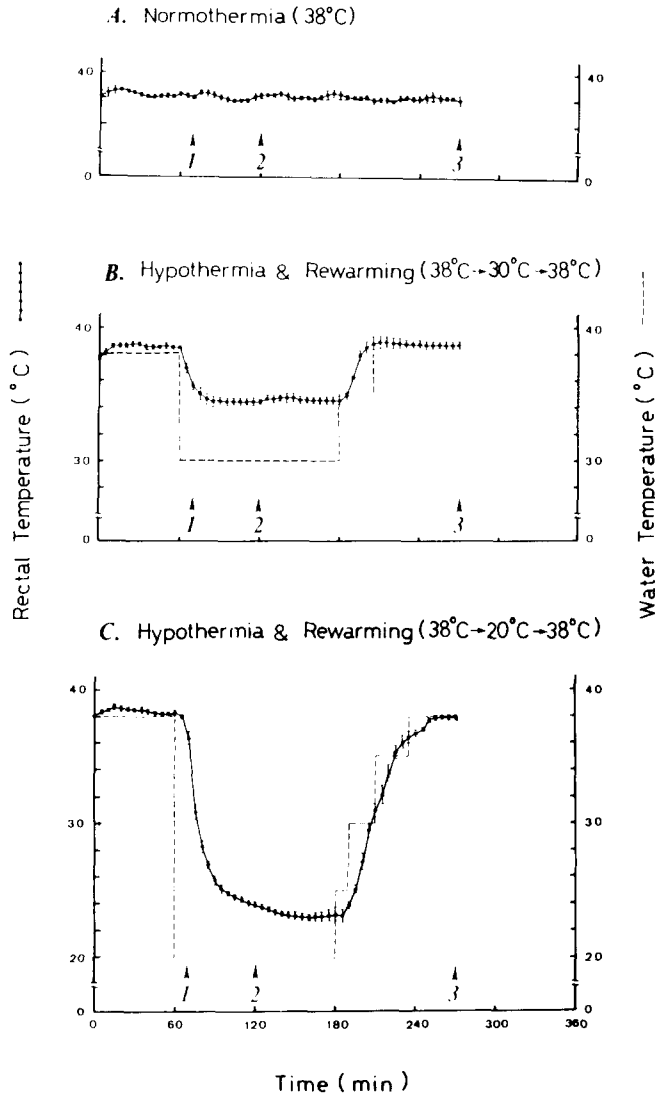 A. Normothermia (38°C)
40 40
0 0
1 2 3
B. Hypothermia & Rewarming (38°C→30°C→38°C)
40 40
30 30
0 0
1 2 3
C. Hypothermia & Rewarming (38°C→20°C→38°C)
40 40
30 30
20 20
0 0
1 2 3
0 60 120 180 240 300 360
Time (min)
Rectal Temperature (°C)
Water Temperature (°C)